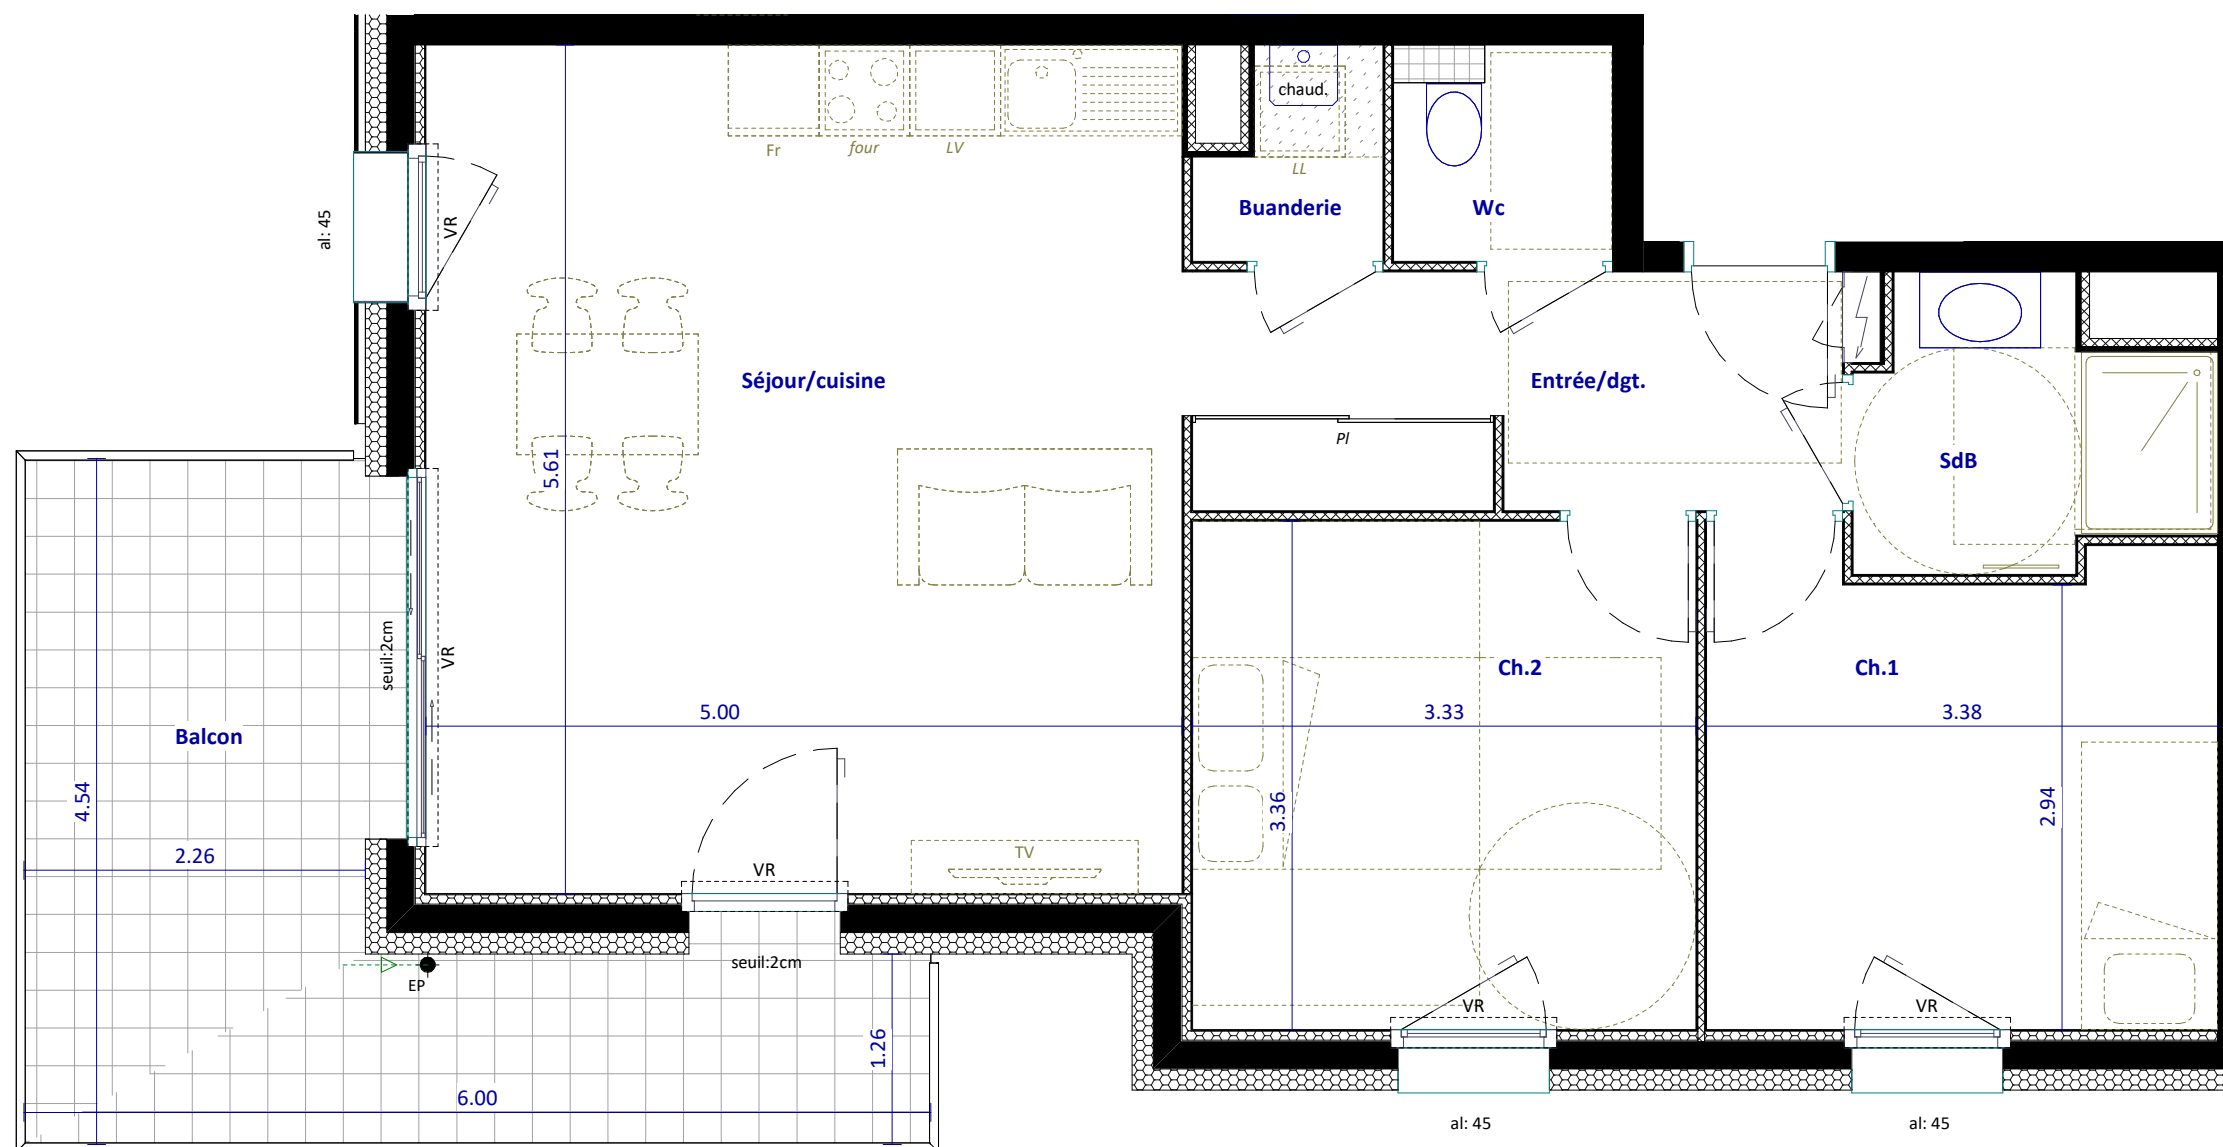 chaud.
Fr
four
LV
LL
Buanderie
Wc
al: 45
VR
Séjour/cuisine
Entrée/dgt.
Pl
SdB
5.61
seuil:2cm
VR
Ch.2
Ch.1
5.00
3.33
3.38
Balcon
4.54
3.36
2.94
2.26
TV
VR
seuil:2cm
EP
VR
VR
1.26
6.00
al: 45
al: 45